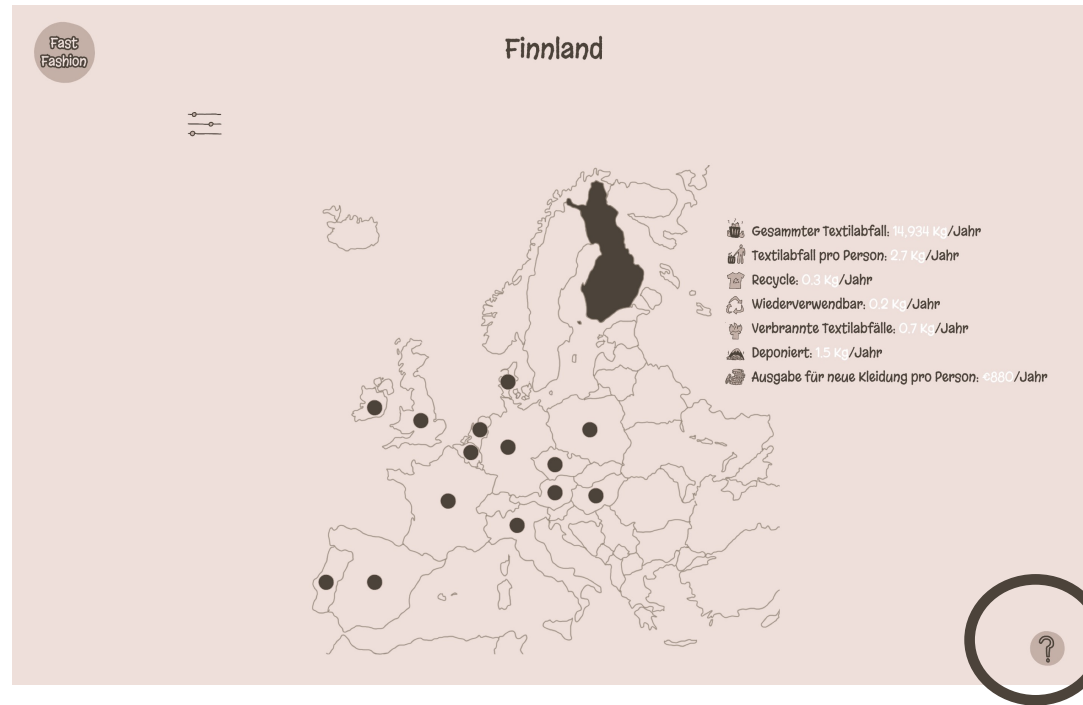 Fast
Fashion
Finnland
Gesammter Textilabfall: 14,934 Kg/Jahr
Textilabfall pro Person: 2.7 Kg/Jahr
Recycle: 0.3 Kg/Jahr
Wiederverwendbar: 0.2 Kg/Jahr
Verbrannte Textilabfälle: 0.7 Kg/Jahr
Deponiert: 1.5 Kg/Jahr
Ausgabe für neue Kleidung pro Person: €880/Jahr
?